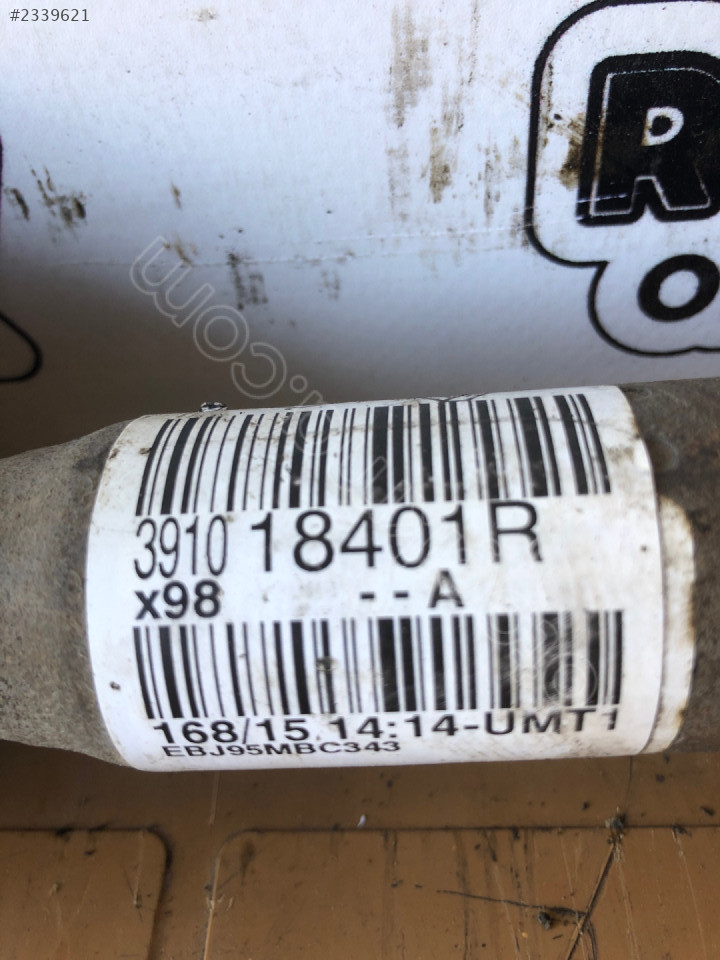 #2339621
R
O
3910 18401R
x98 --A
168/15 14:14-UMT1
EBJ95MBC343